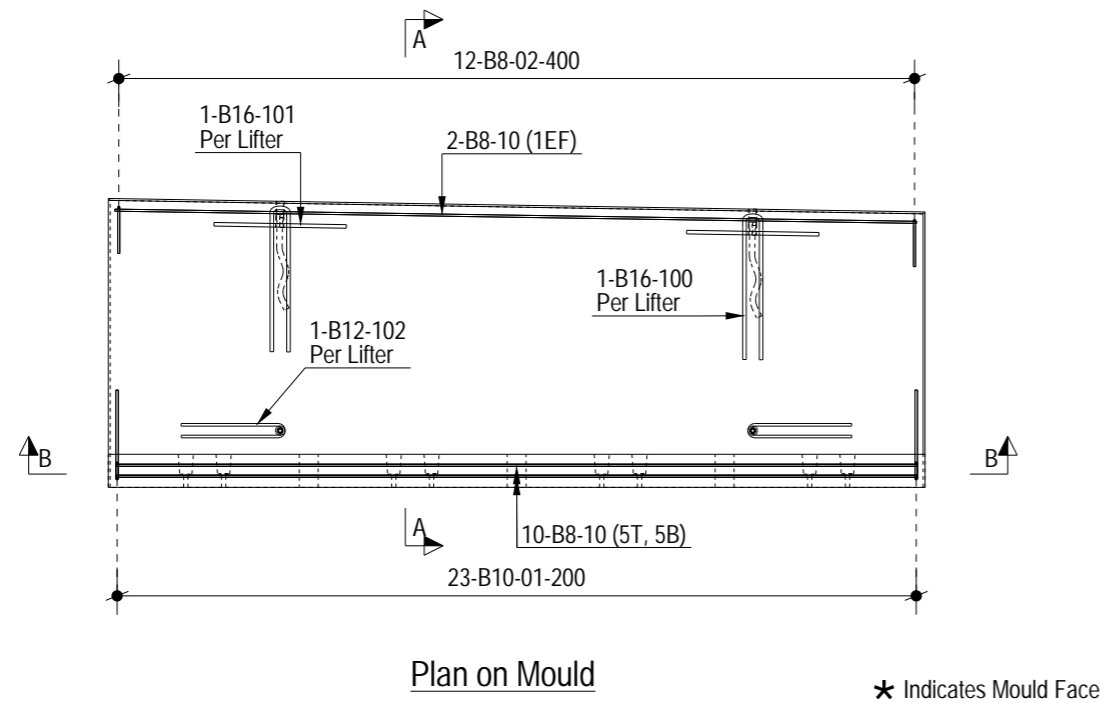 A
12-B8-02-400
1-B16-101
Per Lifter
2-B8-10 (1EF)
1-B16-100
Per Lifter
1-B12-102
Per Lifter
B
B
A
10-B8-10 (5T, 5B)
23-B10-01-200
Plan on Mould
★ Indicates Mould Face